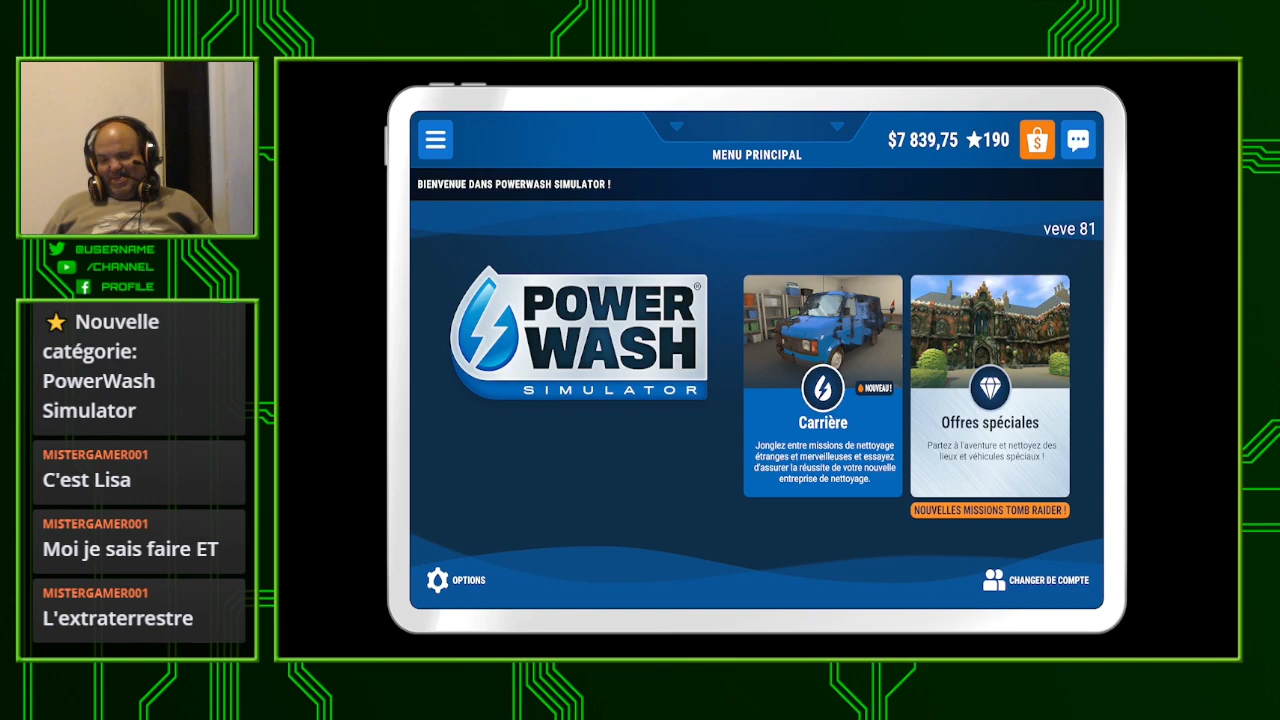 @USERNAME
/CHANNEL
PROFILE
Nouvelle
catégorie:
PowerWash
Simulator
MISTERGAMER001
C'est Lisa
MISTERGAMER001
Moi je sais faire ET
MISTERGAMER001
L'extraterrestre
$7 839,75 ★190
MENU PRINCIPAL
BIENVENUE DANS POWERWASH SIMULATOR !
veve 81
POWER
WASH
SIMULATOR
®
NOUVEAU !
Carrière
Jonglez entre missions de nettoyage
étranges et merveilleuses et essayez
d'assurer la réussite de votre nouvelle
entreprise de nettoyage.
Offres spéciales
Partez à l'aventure et nettoyez des
lieux et véhicules spéciaux !
NOUVELLES MISSIONS TOMB RAIDER !
OPTIONS
CHANGER DE COMPTE